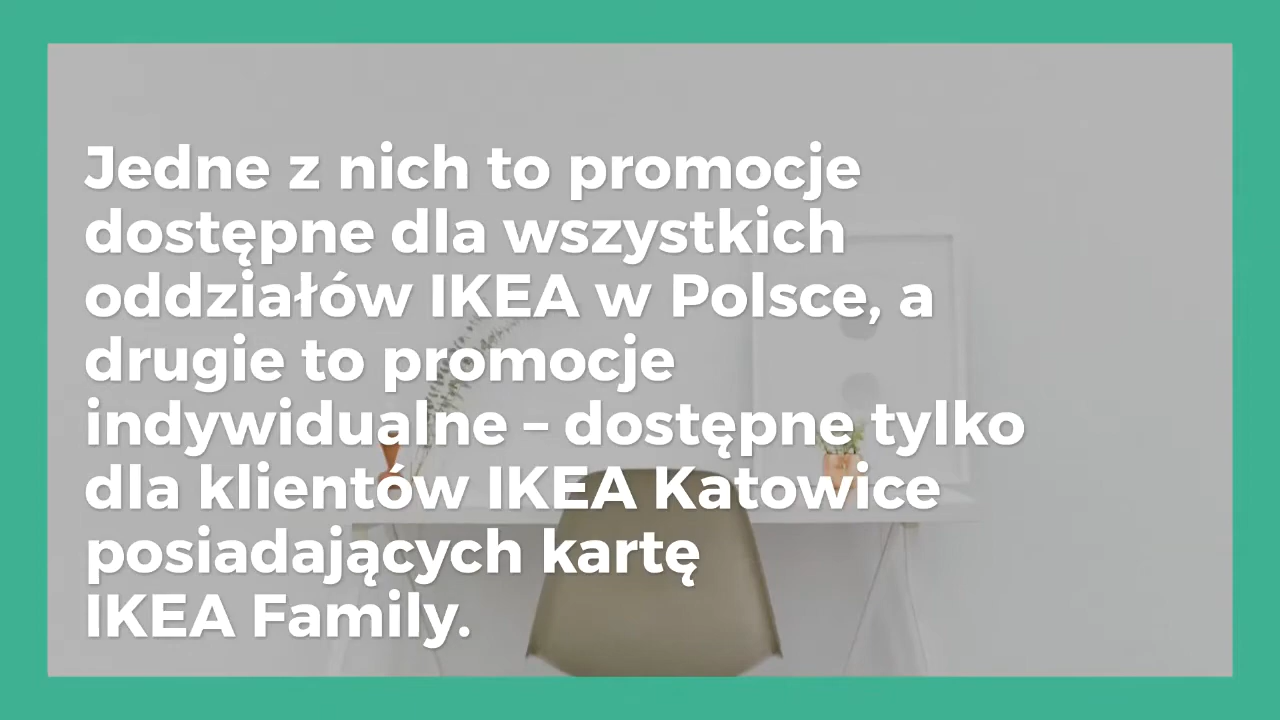 Jedne z nich to promocje
dostępne dla wszystkich
oddziałów IKEA w Polsce, a
drugie to promocje
indywidualne – dostępne tylko
dla klientów IKEA Katowice
posiadających kartę
IKEA Family.